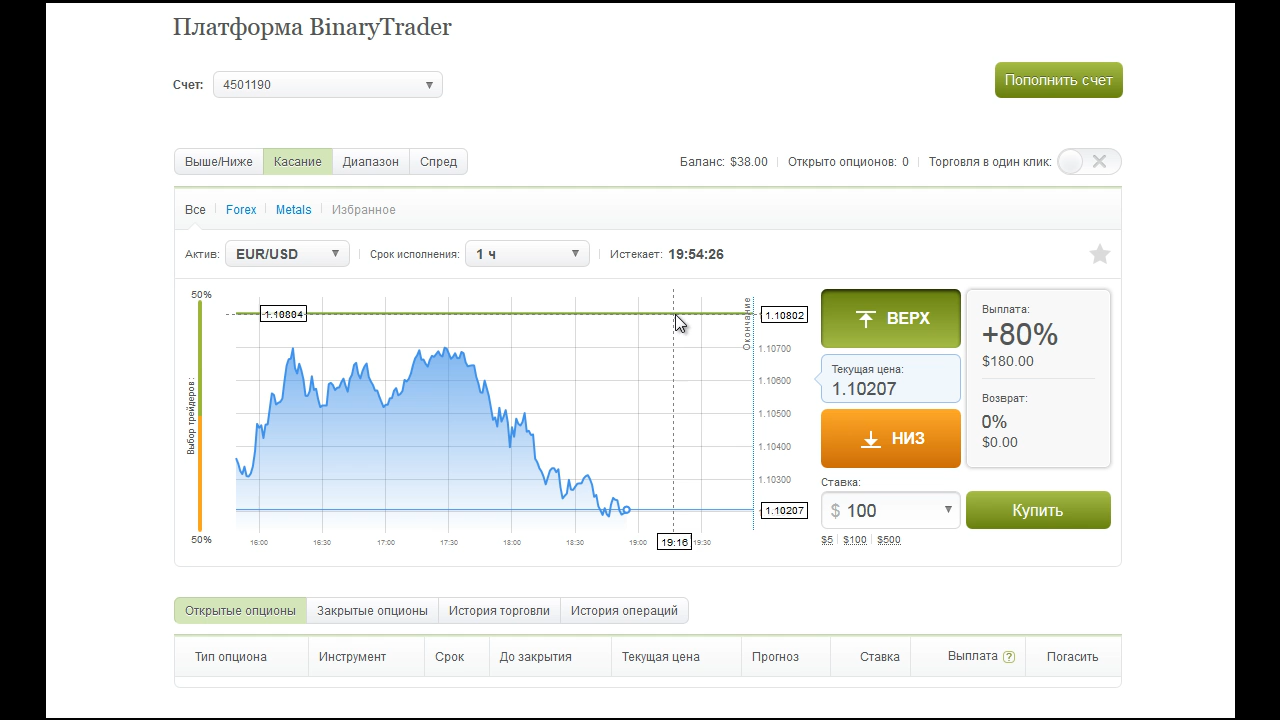 Платформа BinaryTrader
Счет: 4501190
Пополнить счет
Выше/Ниже Касание Диапазон Спред
Баланс: $38.00 Открыто опционов: 0 Торговля в один клик:
Все Forex Metals Избранное
Актив: EUR/USD Срок исполнения: 1 ч Истекает: 19:54:26
50%
Выбор трейдеров:
50%
1.10804
Окончание
1.10802
1.10700
1.10600
1.10500
1.10400
1.10300
1.10207
16:00 16:30 17:00 17:30 18:00 18:30 19:00 19:16 19:30
ВЕРХ
Текущая цена:
1.10207
НИЗ
Выплата:
+80%
$180.00
Возврат:
0%
$0.00
Ставка:
$ 100
Купить
$5 $100 $500
Открытые опционы Закрытые опционы История торговли История операций
Тип опциона Инструмент Срок До закрытия Текущая цена Прогноз Ставка Выплата ? Погасить